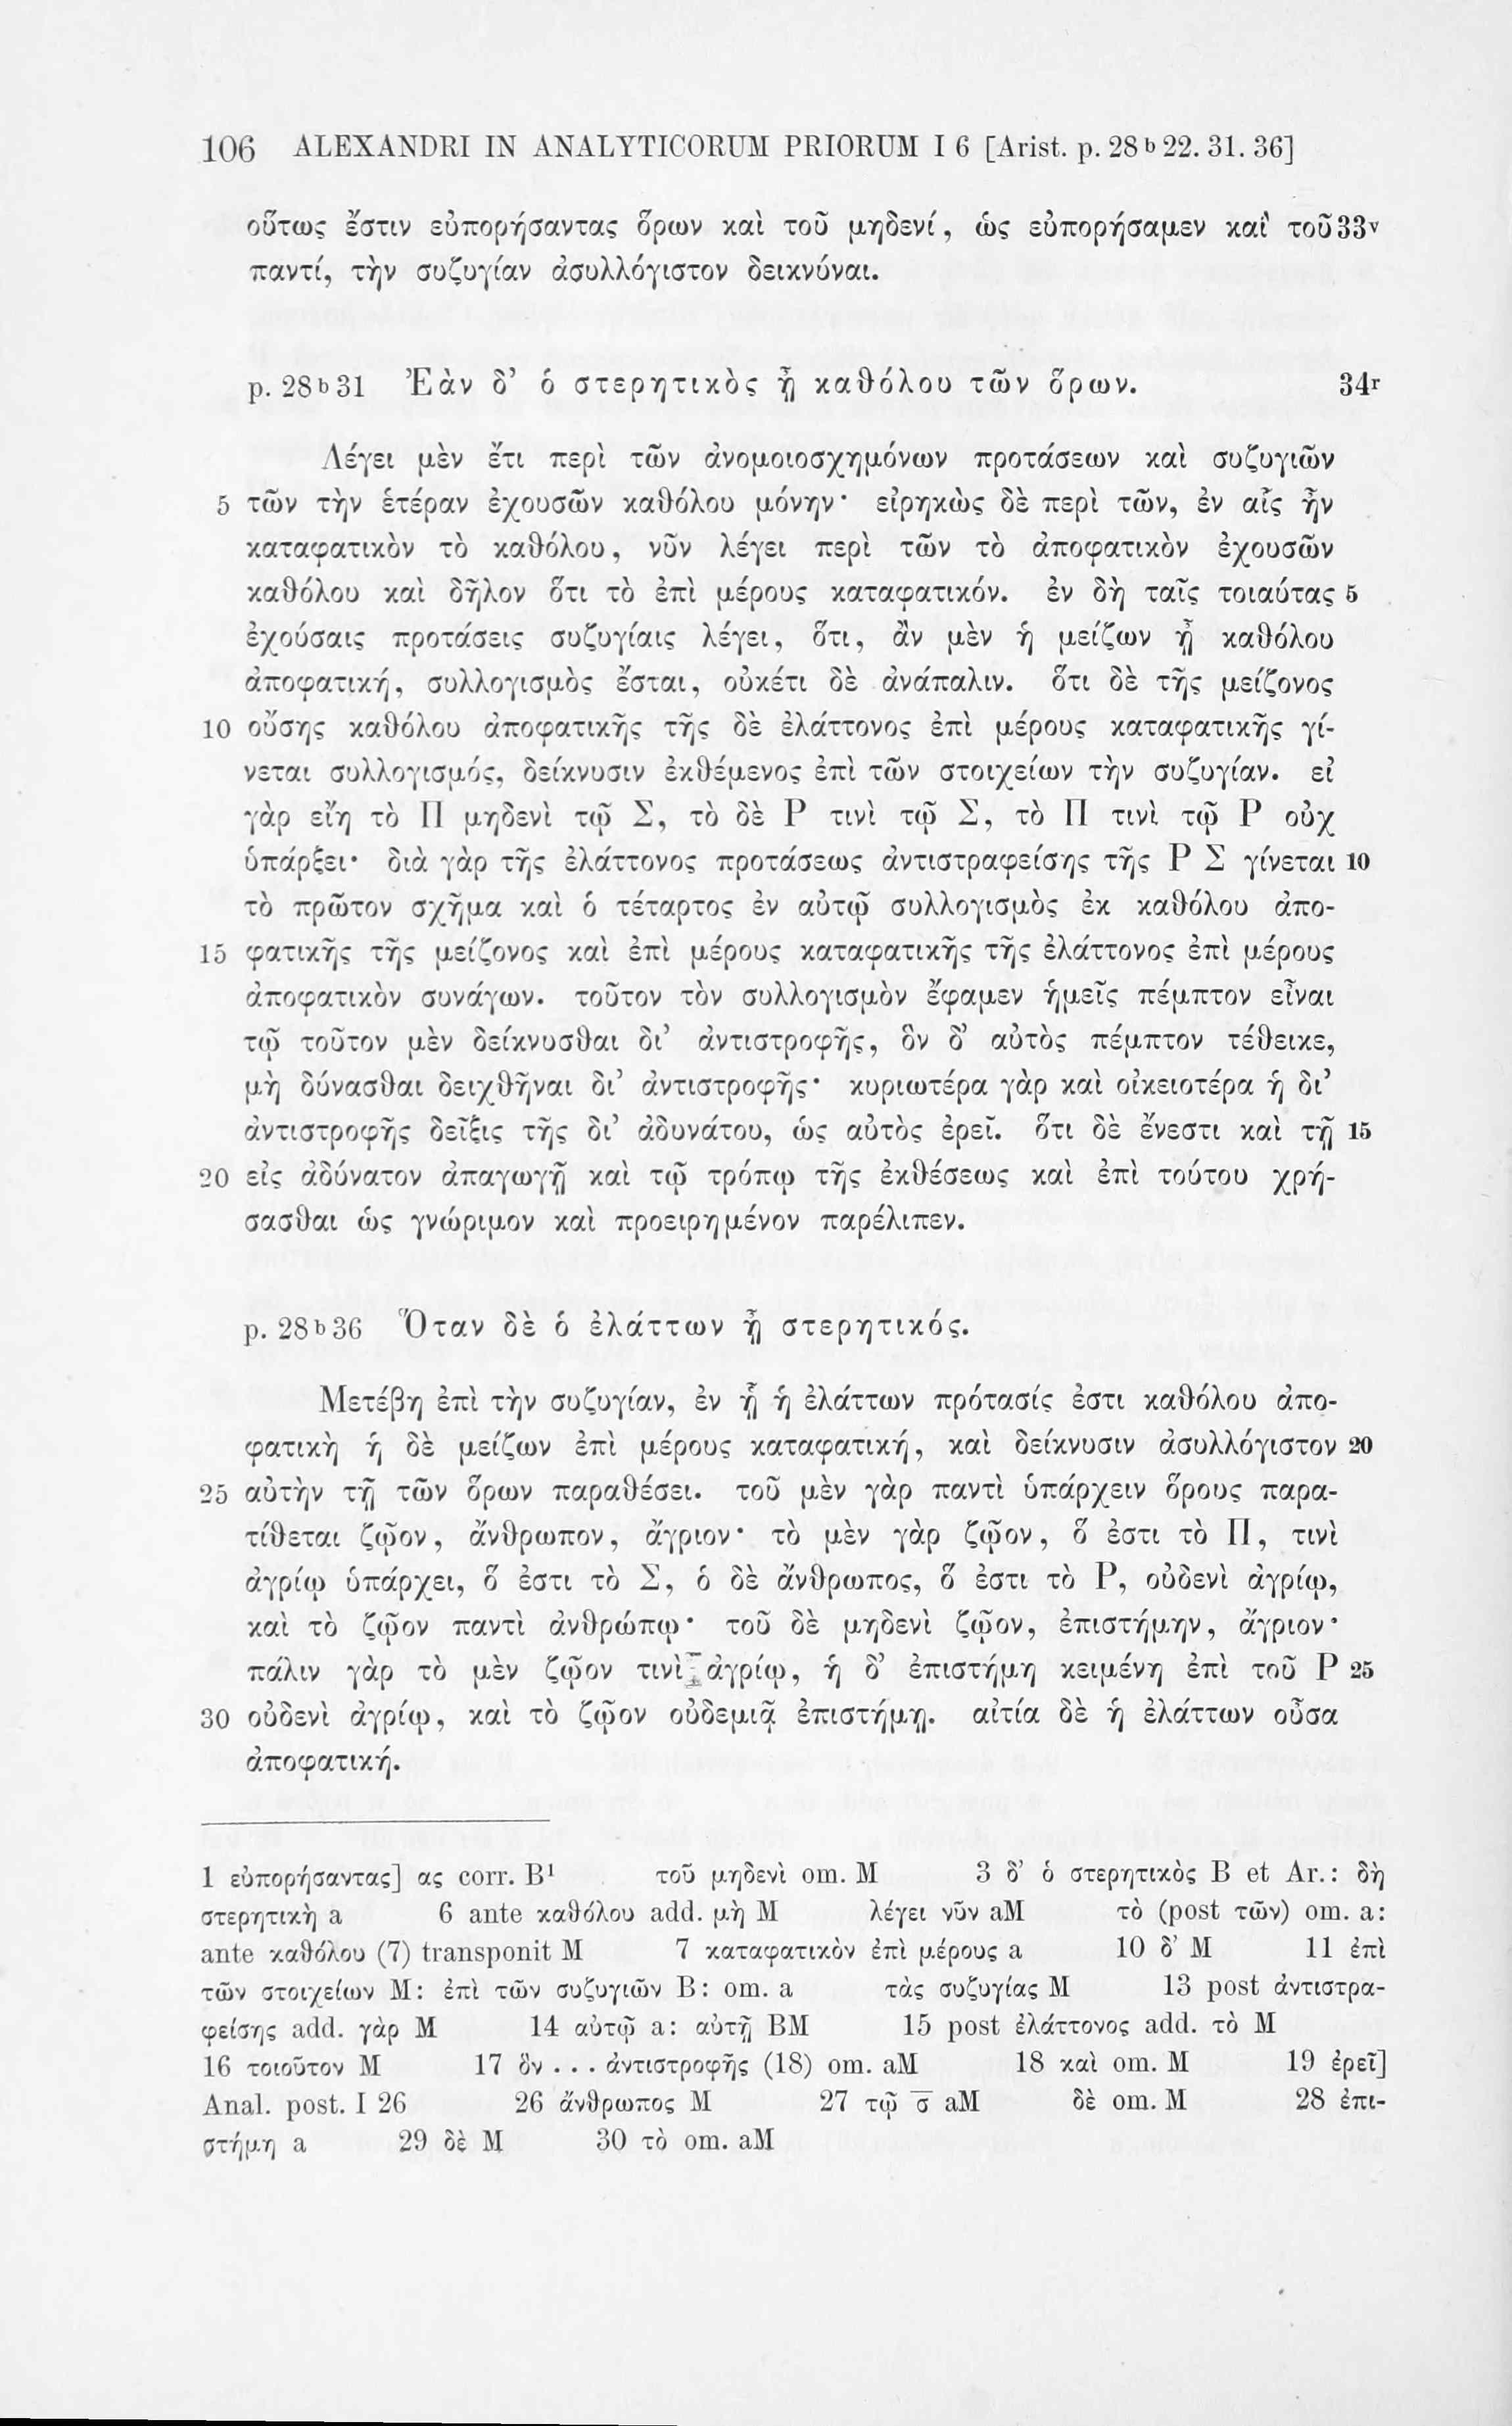 106 ALEXANDRI IN ANALYTICORUM PRIORUM I 6 [Arist. p. 28b22. 31. 36]
οὕτως ἔστιν εὐπορήσαντας ὅρων καὶ τοῦ μηδενί, ὡς εὐπορήσαμεν καὶ τοῦ 33v
παντί, τὴν συζυγίαν ἀσυλλόγιστον δεικνύναι.
p. 28b31 Ἐὰν δ’ ὁ στερητικὸς ᾖ καθόλου τῶν ὅρων. 34r
Λέγει μὲν ἔτι περὶ τῶν ἀνομοιοσχημόνων προτάσεων καὶ συζυγιῶν
5 τῶν τὴν ἑτέραν ἐχουσῶν καθόλου μόνην· εἰρηκὼς δὲ περὶ τῶν, ἐν αἷς ἦν
καταφατικὸν τὸ καθόλου, νῦν λέγει περὶ τῶν τὸ ἀποφατικὸν ἐχουσῶν
καθόλου καὶ δῆλον ὅτι τὸ ἐπὶ μέρους καταφατικόν. ἐν δὴ ταῖς τοιαύτας 5
ἐχούσαις προτάσεις συζυγίαις λέγει, ὅτι, ἂν μὲν ἡ μείζων ᾖ καθόλου
ἀποφατική, συλλογισμὸς ἔσται, οὐκέτι δὲ ἀνάπαλιν. ὅτι δὲ τῆς μείζονος
10 οὔσης καθόλου ἀποφατικῆς τῆς δὲ ἐλάττονος ἐπὶ μέρους καταφατικῆς γί-
νεται συλλογισμός, δείκνυσιν ἐκθέμενος ἐπὶ τῶν στοιχείων τὴν συζυγίαν. εἰ
γὰρ εἴη τὸ Π μηδενὶ τῷ Σ, τὸ δὲ Ρ τινὶ τῷ Σ, τὸ Π τινὶ τῷ Ρ οὐχ
ὑπάρξει· διὰ γὰρ τῆς ἐλάττονος προτάσεως ἀντιστραφείσης τῆς Ρ Σ γίνεται 10
τὸ πρῶτον σχῆμα καὶ ὁ τέταρτος ἐν αὐτῷ συλλογισμὸς ἐκ καθόλου ἀπο-
15 φατικῆς τῆς μείζονος καὶ ἐπὶ μέρους καταφατικῆς τῆς ἐλάττονος ἐπὶ μέρους
ἀποφατικὸν συνάγων. τοῦτον τὸν συλλογισμὸν ἔφαμεν ἡμεῖς πέμπτον εἶναι
τῷ τοῦτον μὲν δείκνυσθαι δι’ ἀντιστροφῆς, ὃν δ’ αὐτὸς πέμπτον τέθεικε,
μὴ δύνασθαι δειχθῆναι δι’ ἀντιστροφῆς· κυριωτέρα γὰρ καὶ οἰκειοτέρα ἡ δι’
ἀντιστροφῆς δεῖξις τῆς δι’ ἀδυνάτου, ὡς αὐτὸς ἐρεῖ. ὅτι δὲ ἔνεστι καὶ τῇ 15
20 εἰς ἀδύνατον ἀπαγωγῇ καὶ τῷ τρόπῳ τῆς ἐκθέσεως καὶ ἐπὶ τούτου χρή-
σασθαι ὡς γνώριμον καὶ προειρημένον παρέλιπεν.
p. 28b36 Ὅταν δὲ ὁ ἐλάττων ᾖ στερητικός.
Μετέβη ἐπὶ τὴν συζυγίαν, ἐν ᾗ ἡ ἐλάττων πρότασίς ἐστι καθόλου ἀπο-
φατικὴ ἡ δὲ μείζων ἐπὶ μέρους καταφατική, καὶ δείκνυσιν ἀσυλλόγιστον 20
25 αὐτὴν τῇ τῶν ὅρων παραθέσει. τοῦ μὲν γὰρ παντὶ ὑπάρχειν ὅρους παρα-
τίθεται ζῷον, ἄνθρωπον, ἄγριον· τὸ μὲν γὰρ ζῷον, ὅ ἐστι τὸ Π, τινὶ
ἀγρίῳ ὑπάρχει, ὅ ἐστι τὸ Σ, ὁ δὲ ἄνθρωπος, ὅ ἐστι τὸ Ρ, οὐδενὶ ἀγρίῳ,
καὶ τὸ ζῷον παντὶ ἀνθρώπῳ· τοῦ δὲ μηδενὶ ζῷον, ἐπιστήμην, ἄγριον·
πάλιν γὰρ τὸ μὲν ζῷον τινὶ ἀγρίῳ, ἡ δ’ ἐπιστήμη κειμένη ἐπὶ τοῦ Ρ 25
30 οὐδενὶ ἀγρίῳ, καὶ τὸ ζῷον οὐδεμιᾷ ἐπιστήμῃ. αἰτία δὲ ἡ ἐλάττων οὖσα
ἀποφατική.
1 εὐπορήσαντας] ας corr. B¹ τοῦ μηδενὶ om. M 3 δ’ ὁ στερητικὸς B et Ar.: δὴ
στερητικὴ a 6 ante καθόλου add. μὴ M λέγει νῦν aM τὸ (post τῶν) om. a:
ante καθόλου (7) transponit M 7 καταφατικὸν ἐπὶ μέρους a 10 δ’ M 11 ἐπὶ
τῶν στοιχείων M: ἐπὶ τῶν συζυγιῶν B: om. a τὰς συζυγίας M 13 post ἀντιστρα-
φείσης add. γὰρ M 14 αὐτῷ a: αὐτῇ BM 15 post ἐλάττονος add. τὸ M
16 τοιοῦτον M 17 ὃν . . . ἀντιστροφῆς (18) om. aM 18 καὶ om. M 19 ἐρεῖ]
Anal. post. I 26 26 ἄνθρωπος M 27 τῷ σ̅ aM δὲ om. M 28 ἐπι-
στήμη a 29 δὲ M 30 τὸ om. aM